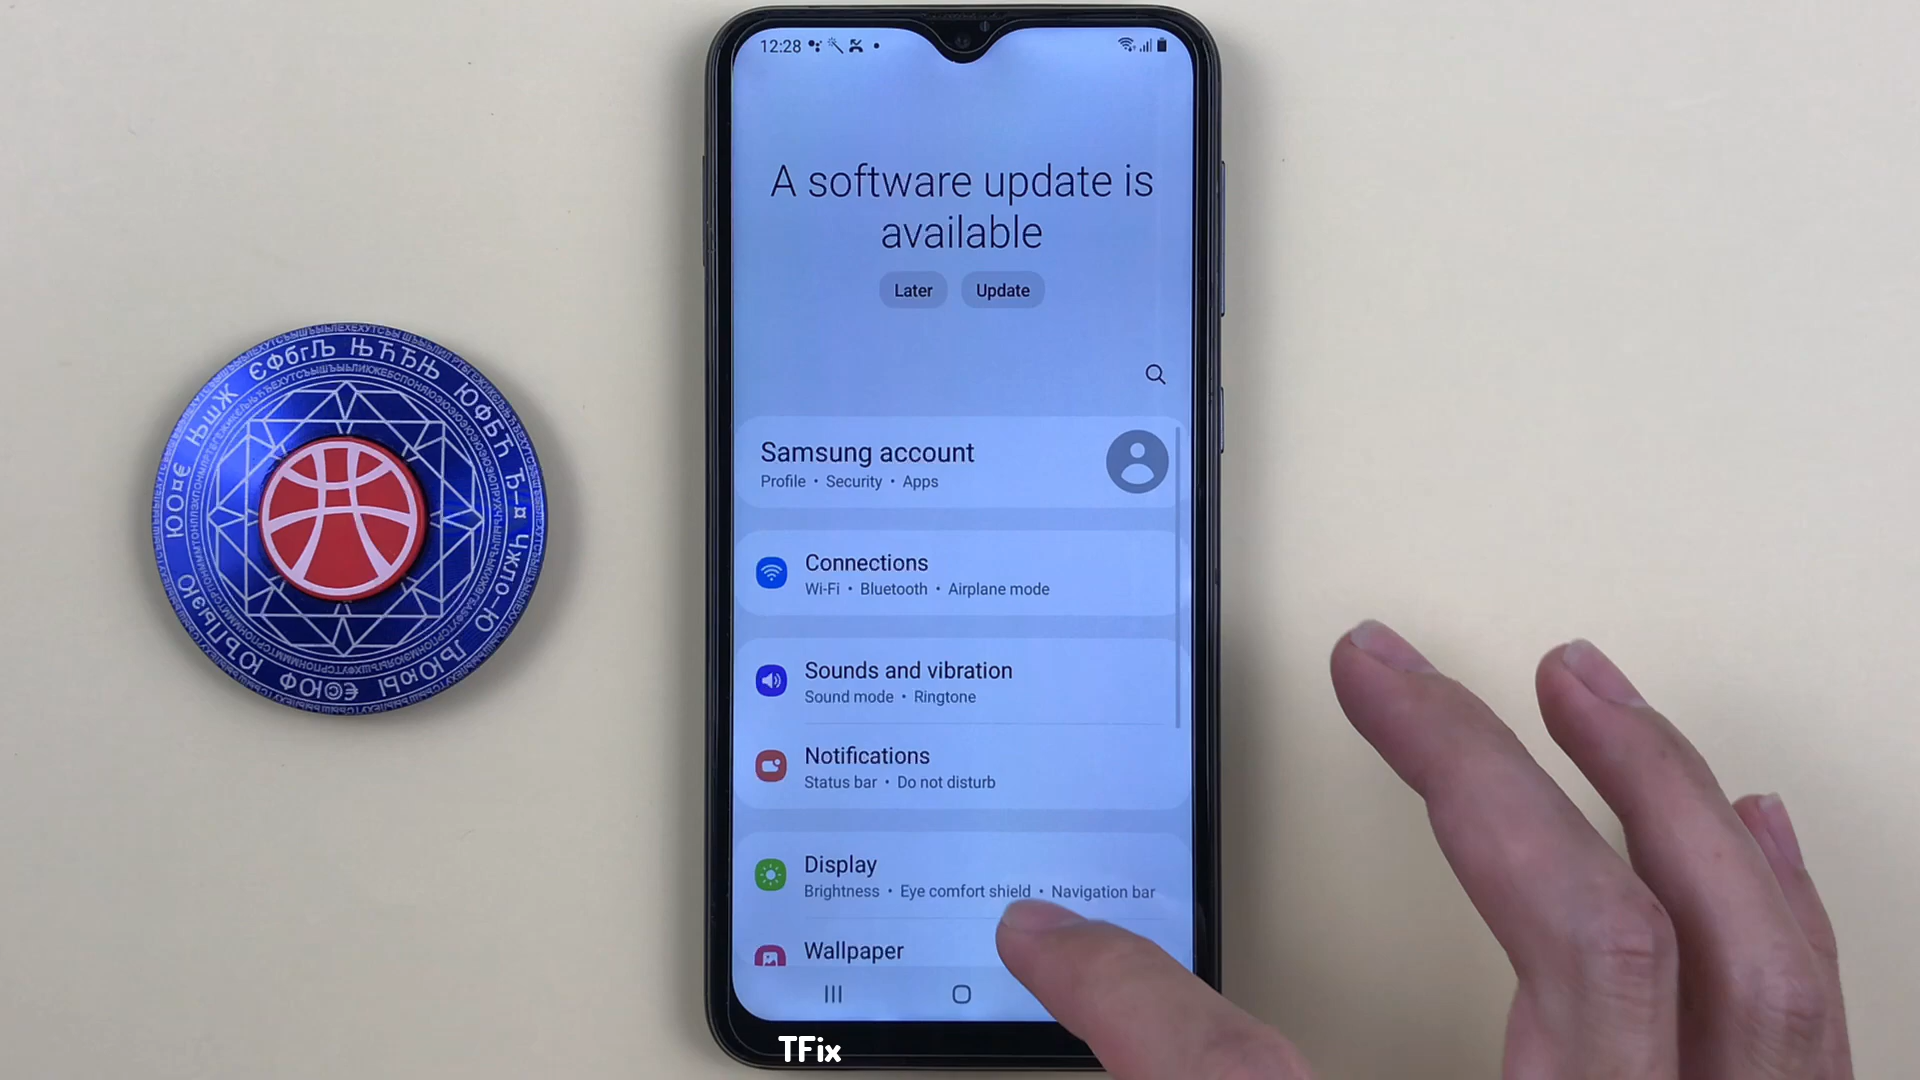 12:28
A software update is
available
Later Update
Samsung account
Profile • Security • Apps
Connections
Wi-Fi • Bluetooth • Airplane mode
Sounds and vibration
Sound mode • Ringtone
Notifications
Status bar • Do not disturb
Display
Brightness • Eye comfort shield • Navigation bar
Wallpaper
TFix